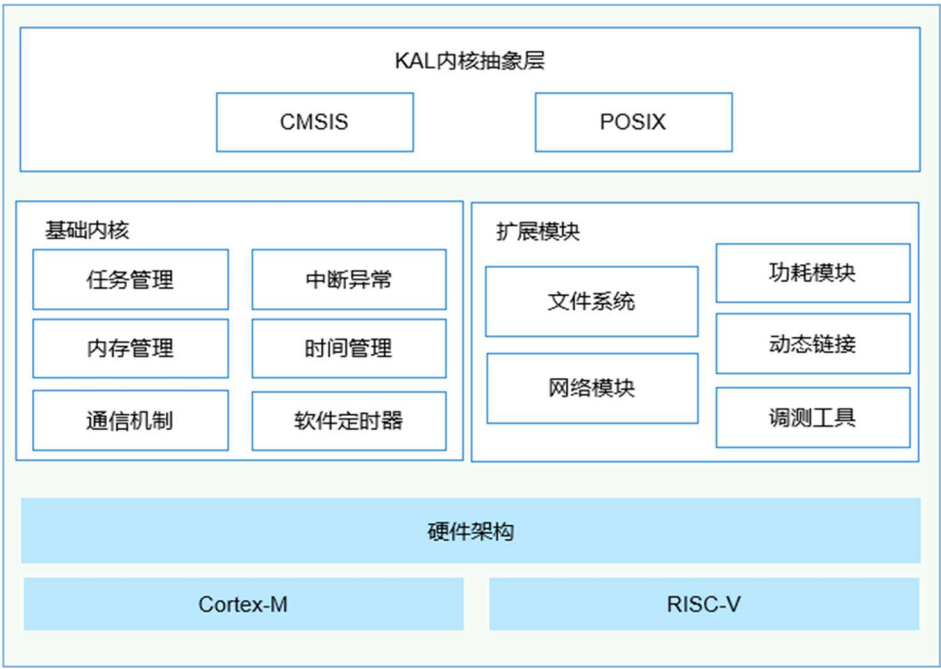 KAL内核抽象层
CMSIS
POSIX
基础内核
任务管理
中断异常
内存管理
时间管理
通信机制
软件定时器
扩展模块
文件系统
网络模块
功耗模块
动态链接
调测工具
硬件架构
Cortex-M
RISC-V